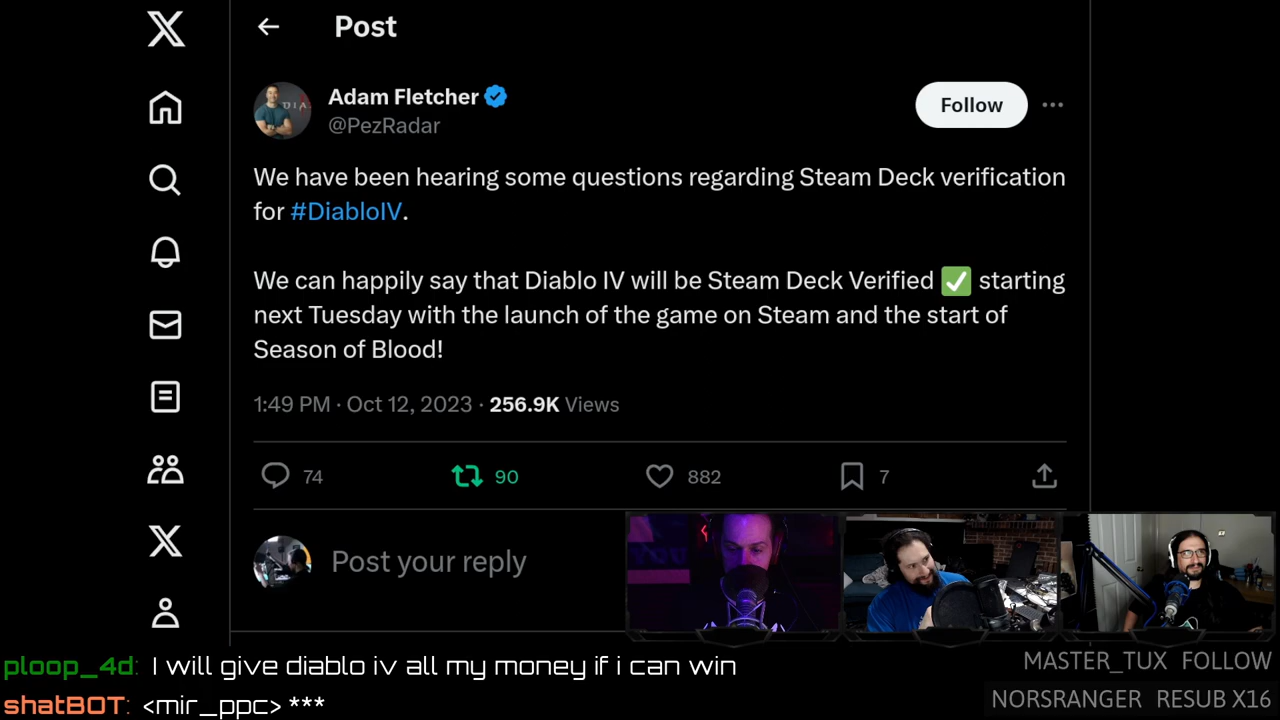 Post
Adam Fletcher
@PezRadar
Follow
We have been hearing some questions regarding Steam Deck verification
for #DiabloIV.
We can happily say that Diablo IV will be Steam Deck Verified ✅ starting
next Tuesday with the launch of the game on Steam and the start of
Season of Blood!
1:49 PM · Oct 12, 2023 · 256.9K Views
74 90 882 7
Post your reply
ploop_4d: I will give diablo iv all my money if i can win
shatBOT: <mir_ppc> ***
MASTER_TUX FOLLOW
NORSRANGER RESUB X16